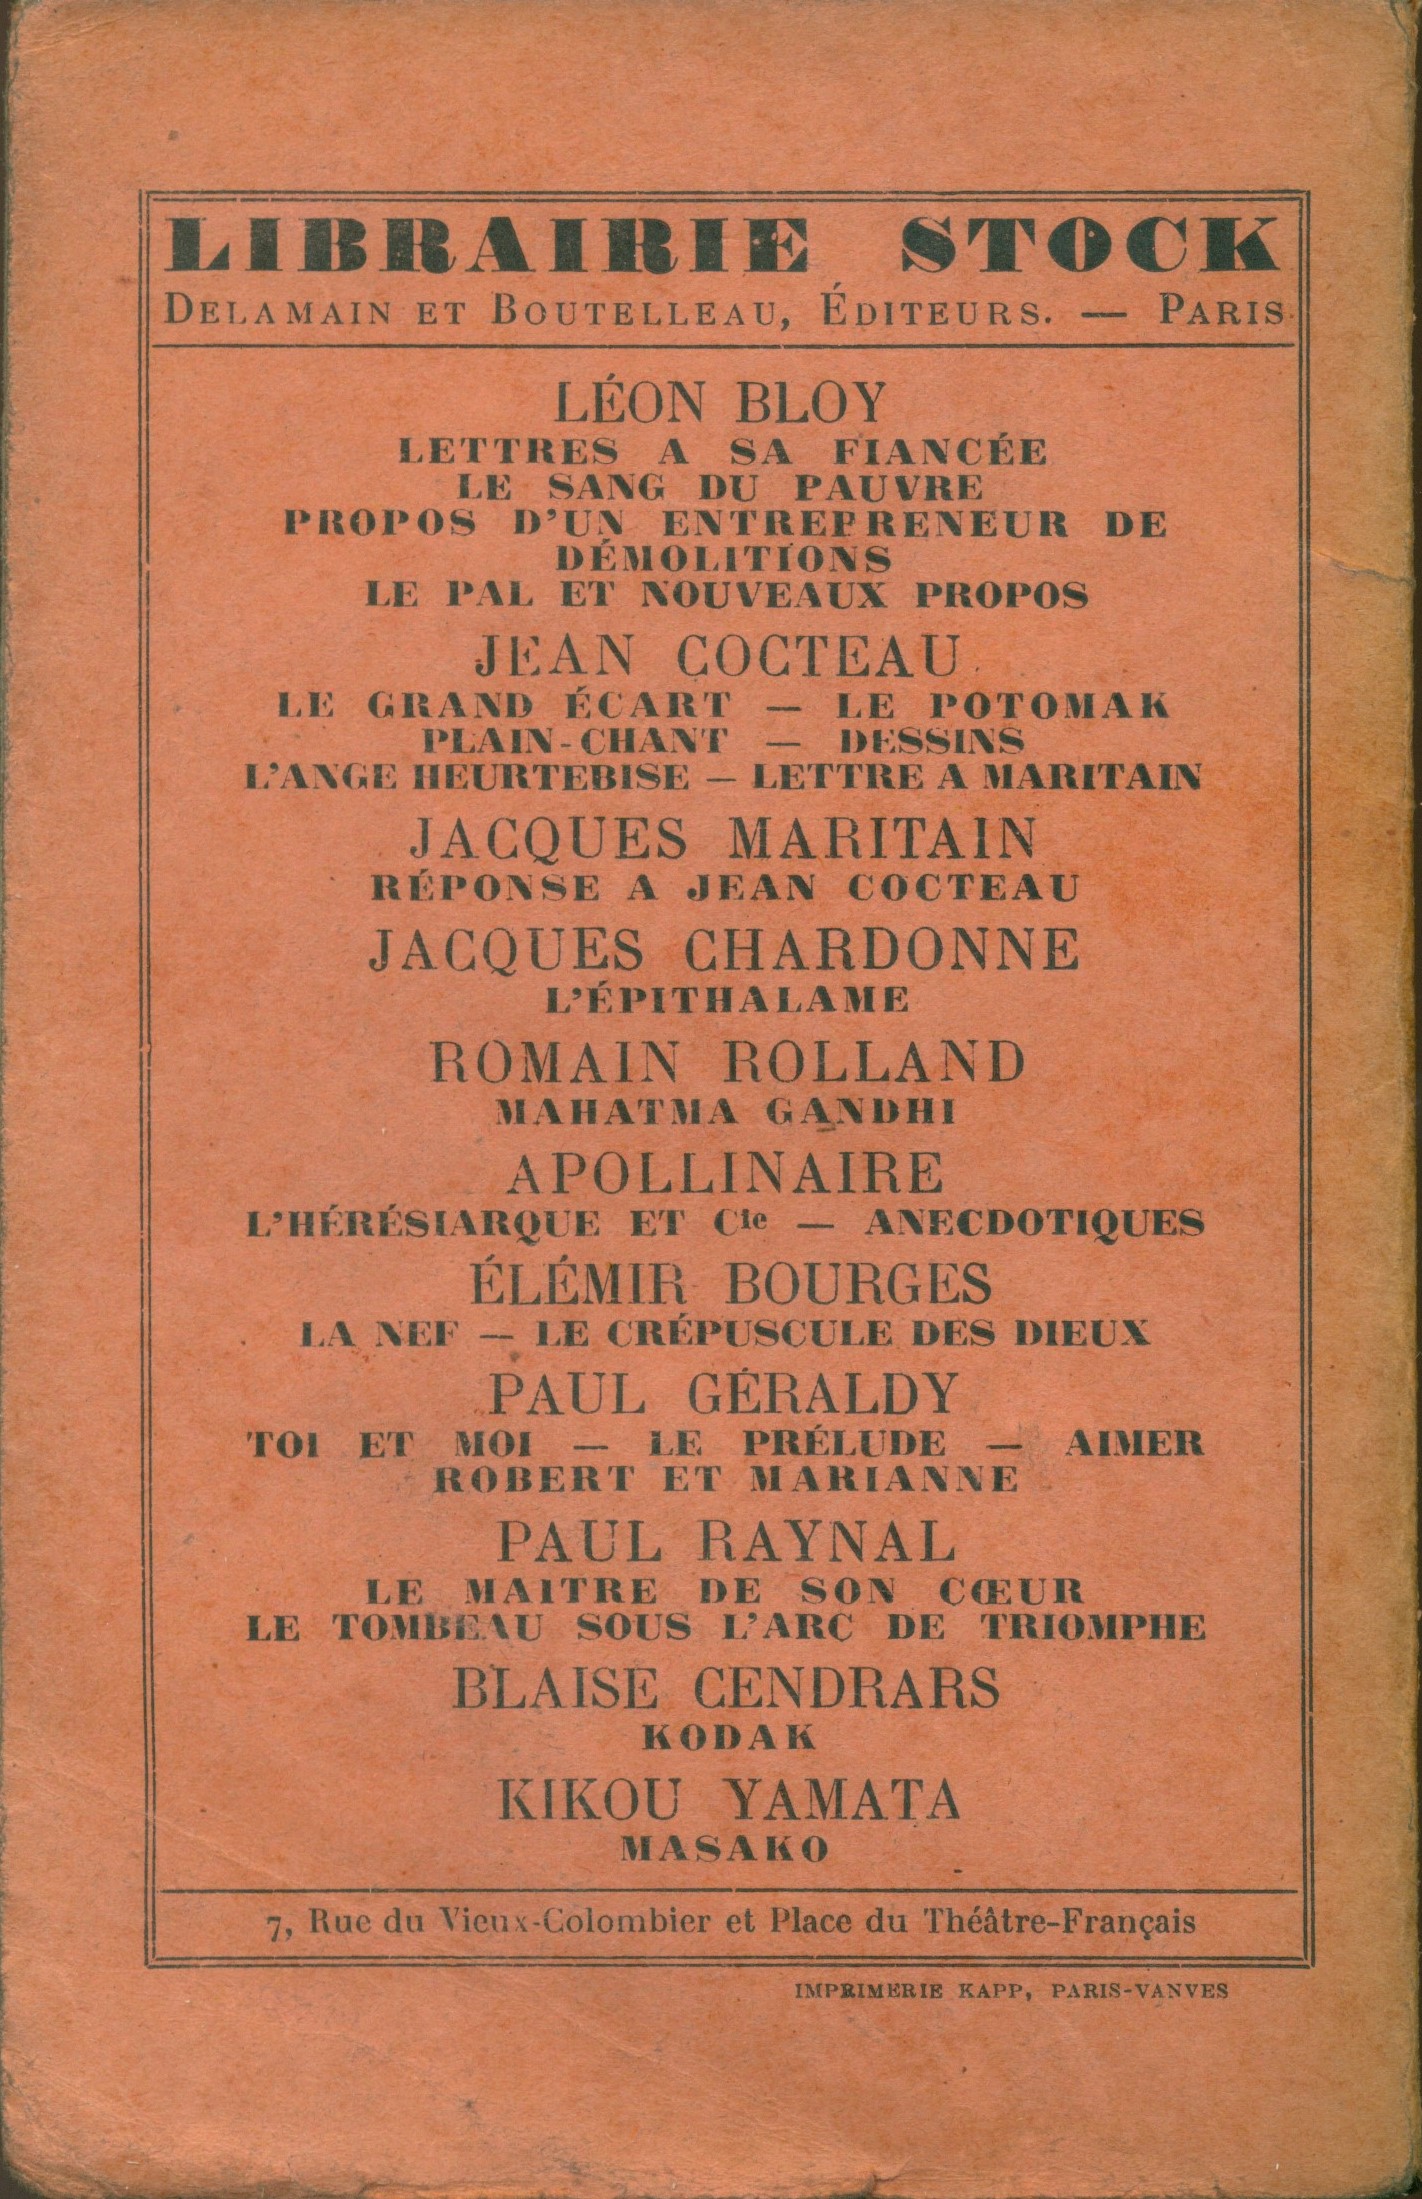 LIBRAIRIE STOCK
DELAMAIN ET BOUTELLEAU, ÉDITEURS. — PARIS
LÉON BLOY
LETTRES A SA FIANCÉE
LE SANG DU PAUVRE
PROPOS D'UN ENTREPRENEUR DE
DÉMOLITIONS
LE PAL ET NOUVEAUX PROPOS
JEAN COCTEAU
LE GRAND ÉCART — LE POTOMAK
PLAIN-CHANT — DESSINS
L'ANGE HEURTEBISE — LETTRE A MARITAIN
JACQUES MARITAIN
RÉPONSE A JEAN COCTEAU
JACQUES CHARDONNE
L'ÉPITHALAME
ROMAIN ROLLAND
MAHATMA GANDHI
APOLLINAIRE
L'HÉRÉSIARQUE ET Cie — ANECDOTIQUES
ÉLÉMIR BOURGES
LA NEF — LE CRÉPUSCULE DES DIEUX
PAUL GÉRALDY
TOI ET MOI — LE PRÉLUDE — AIMER
ROBERT ET MARIANNE
PAUL RAYNAL
LE MAITRE DE SON CŒUR
LE TOMBEAU SOUS L'ARC DE TRIOMPHE
BLAISE CENDRARS
KODAK
KIKOU YAMATA
MASAKO
7, Rue du Vieux-Colombier et Place du Théâtre-Français
IMPRIMERIE KAPP, PARIS-VANVES